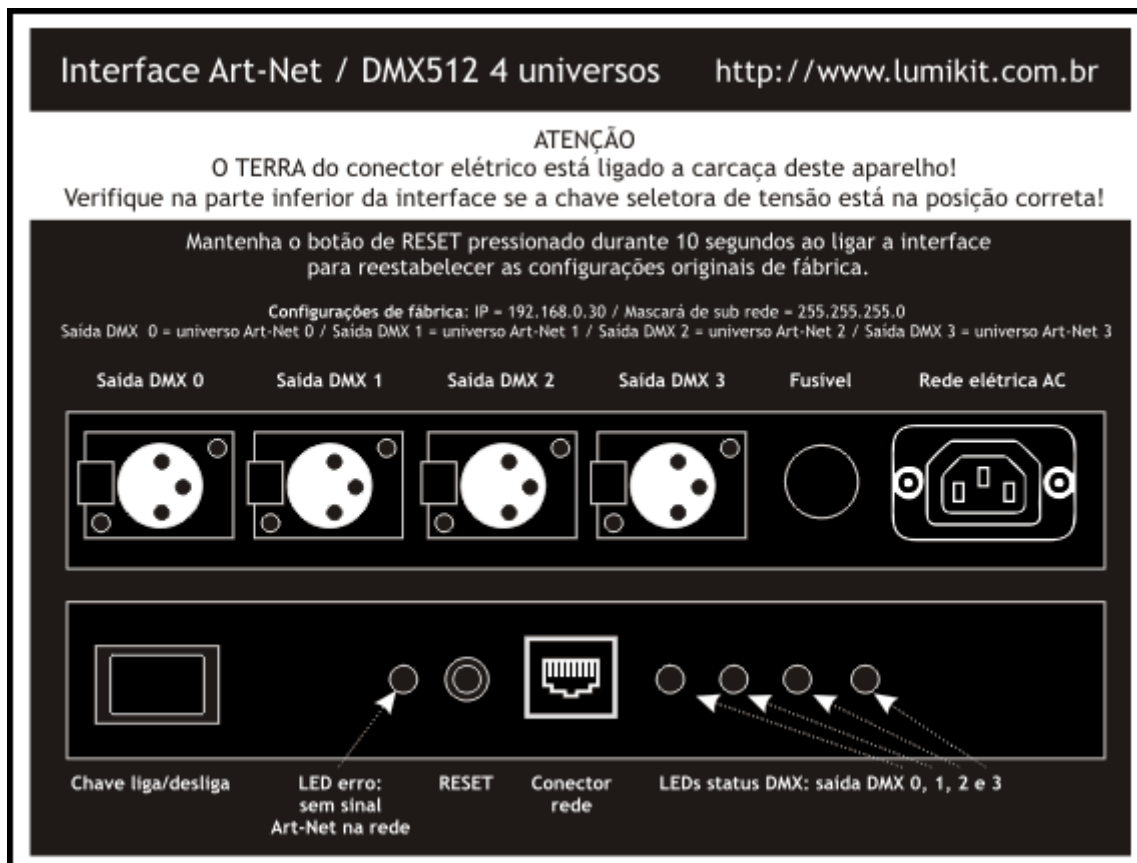 Interface Art-Net / DMX512 4 universos http://www.lumikit.com.br
ATENÇÃO
O TERRA do conector elétrico está ligado a carcaça deste aparelho!
Verifique na parte inferior da interface se a chave seletora de tensão está na posição correta!
Mantenha o botão de RESET pressionado durante 10 segundos ao ligar a interface
para reestabelecer as configurações originais de fábrica.
Configurações de fábrica: IP = 192.168.0.30 / Mascará de sub rede = 255.255.255.0
Saída DMX 0 = universo Art-Net 0 / Saída DMX 1 = universo Art-Net 1 / Saída DMX 2 = universo Art-Net 2 / Saída DMX 3 = universo Art-Net 3
Saída DMX 0 Saída DMX 1 Saída DMX 2 Saída DMX 3 Fusível Rede elétrica AC
Chave liga/desliga LED erro: RESET Conector LEDs status DMX: saída DMX 0, 1, 2 e 3
sem sinal rede
Art-Net na rede